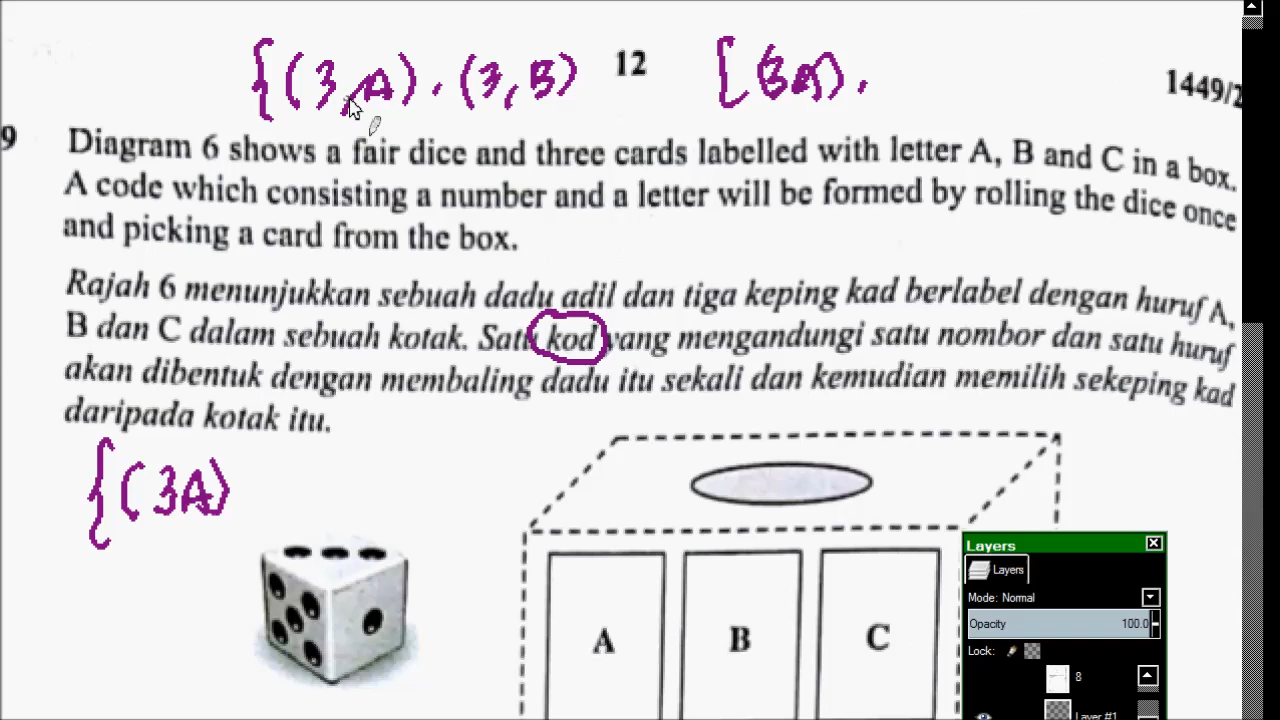 {(3,A).(3,B) 12 [(3A).
1449/2
9 Diagram 6 shows a fair dice and three cards labelled with letter A, B and C in a box.
A code which consisting a number and a letter will be formed by rolling the dice once
and picking a card from the box.
Rajah 6 menunjukkan sebuah dadu adil dan tiga keping kad berlabel dengan huruf A,
B dan C dalam sebuah kotak. Satu kod yang mengandungi satu nombor dan satu huruf
akan dibentuk dengan membaling dadu itu sekali dan kemudian memilih sekeping kad
daripada kotak itu.
{(3A)
A B C
Layers
Layers
Mode: Normal
Opacity 100.0
Lock:
8
Layer #1